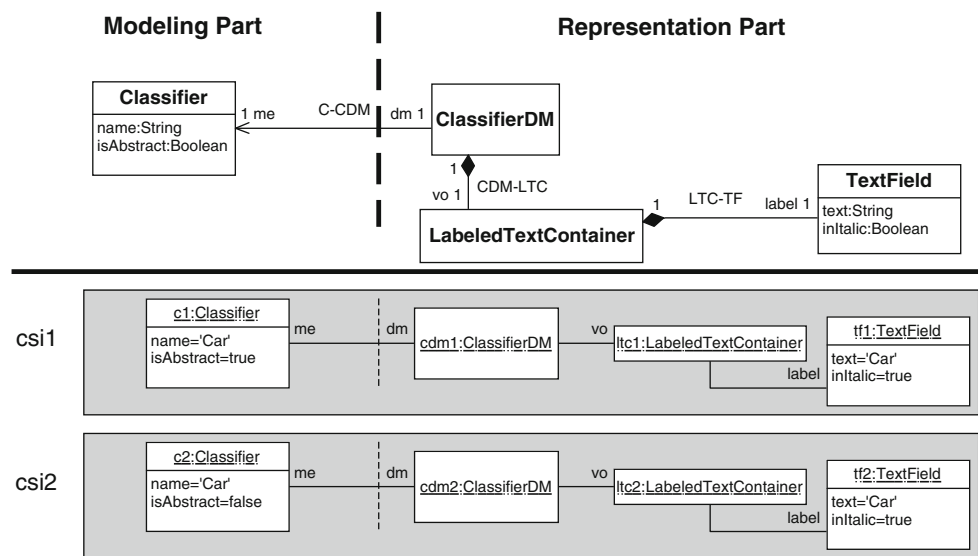 Modeling Part
Representation Part
Classifier
name:String
isAbstract:Boolean
1 me
C-CDM
dm 1
ClassifierDM
1
vo 1
CDM-LTC
LabeledTextContainer
1
LTC-TF
label 1
TextField
text:String
inItalic:Boolean
csi1
c1:Classifier
name='Car'
isAbstract=true
me
dm
cdm1:ClassifierDM
vo
ltc1:LabeledTextContainer
label
tf1:TextField
text='Car'
inItalic=true
csi2
c2:Classifier
name='Car'
isAbstract=false
me
dm
cdm2:ClassifierDM
vo
ltc2:LabeledTextContainer
label
tf2:TextField
text='Car'
inItalic=true